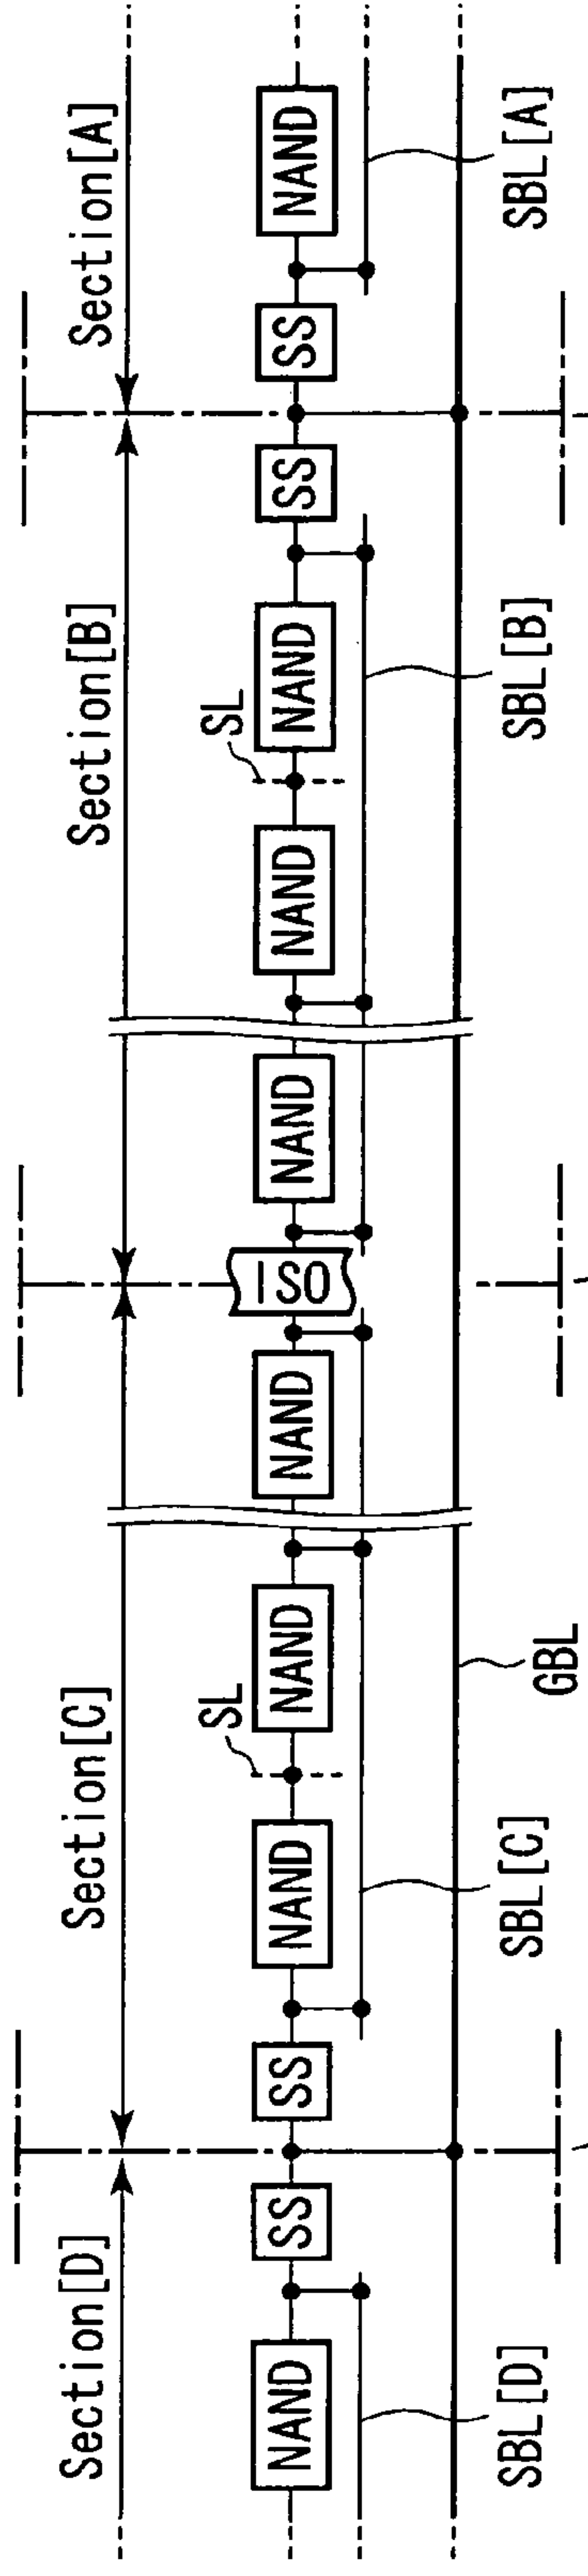 Section[D]
Section[C]
Section[B]
Section[A]
SL
SL
NAND
SS
SS
NAND
NAND
NAND
ISO
NAND
NAND
NAND
SS
SS
NAND
SBL[D]
SBL[C]
GBL
SBL[B]
SBL[A]